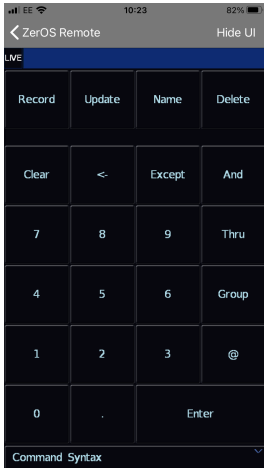 EE 10:23 82%
ZerOS Remote Hide UI
LIVE
Record Update Name Delete
Clear <- Except And
7 8 9 Thru
4 5 6 Group
1 2 3 @
0 . Enter
Command Syntax